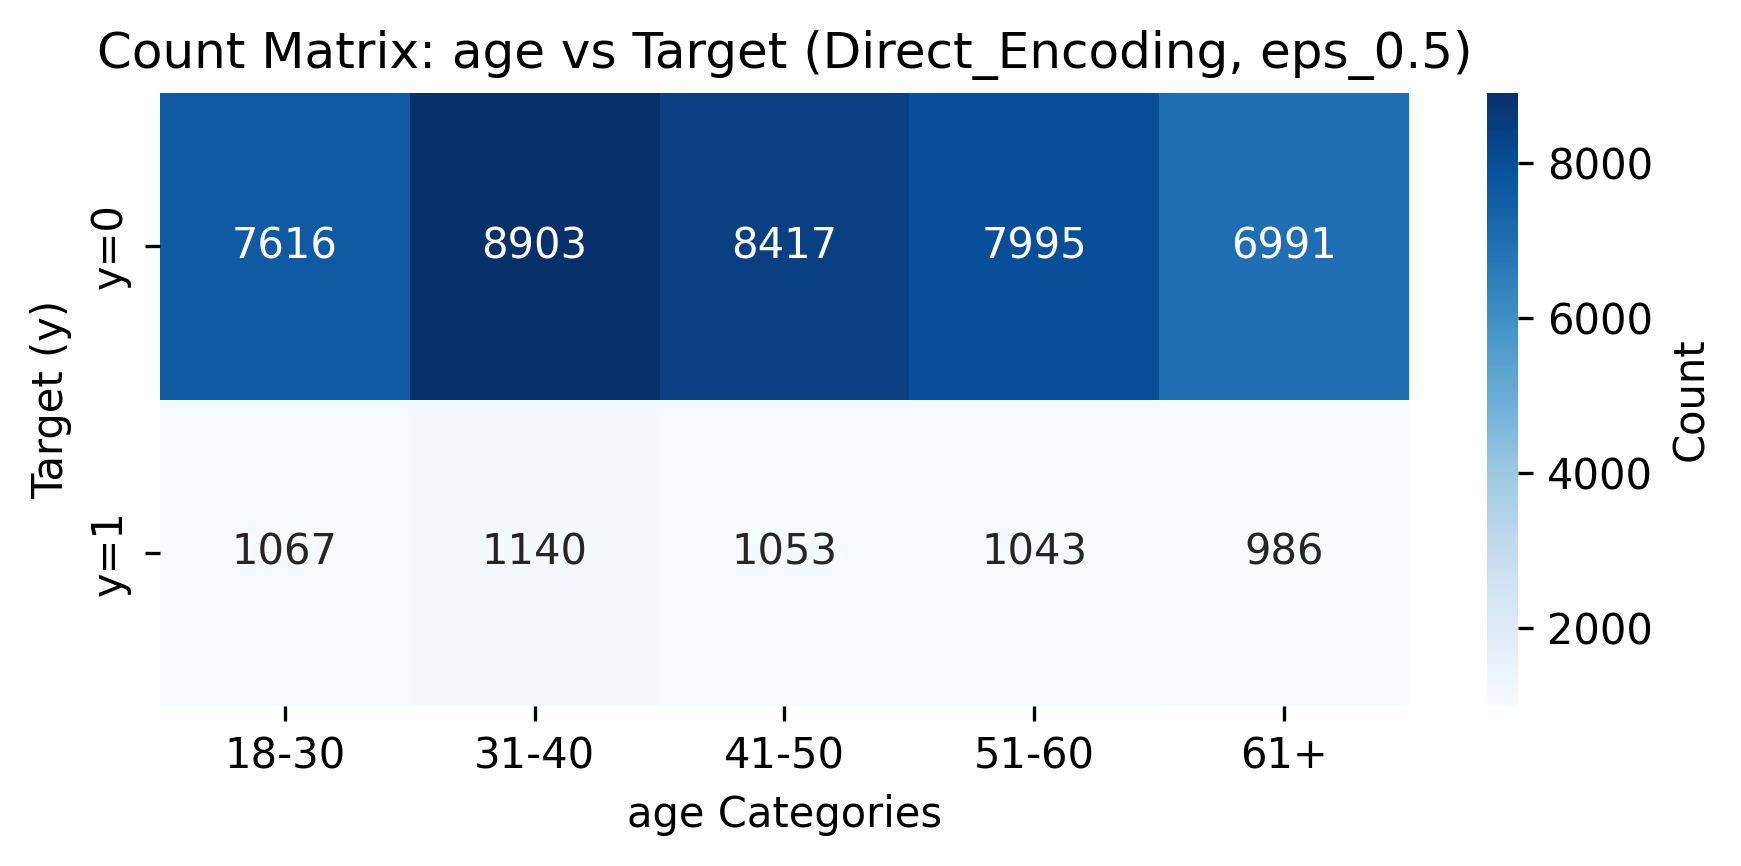 Count Matrix: age vs Target (Direct_Encoding, eps_0.5)
Target (y)
y=0
7616 8903 8417 7995 6991
y=1
1067 1140 1053 1043 986
18-30 31-40 41-50 51-60 61+
age Categories
8000
6000
4000
2000
Count